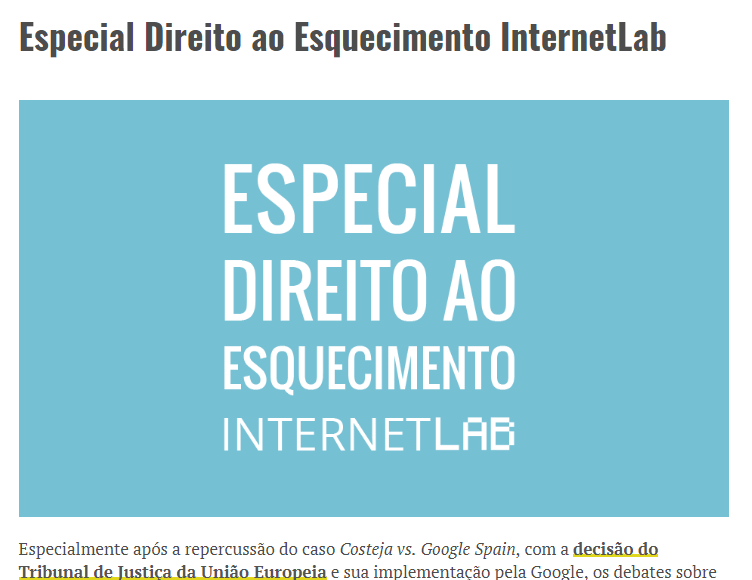 Especial Direito ao Esquecimento InternetLab
ESPECIAL
DIREITO AO
ESQUECIMENTO
INTERNETLAB
Especialmente após a repercussão do caso Costeja vs. Google Spain, com a decisão do
Tribunal de Justiça da União Europeia e sua implementação pela Google, os debates sobre